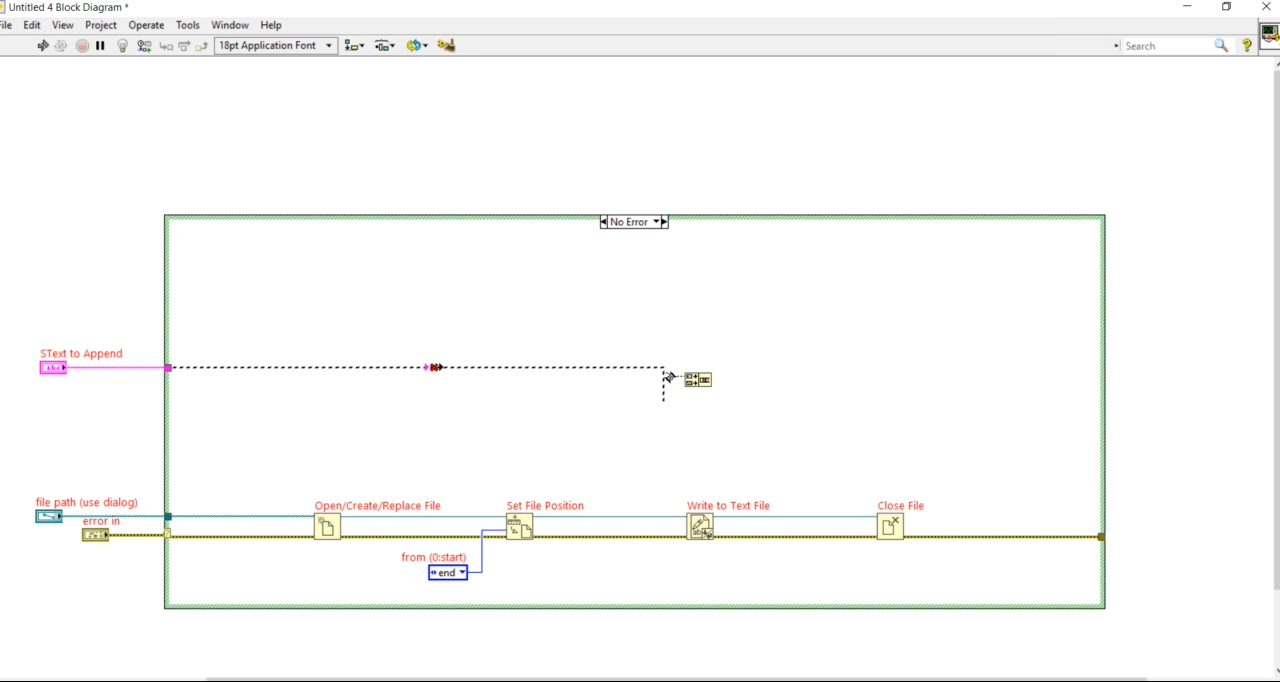 Untitled 4 Block Diagram *
File Edit View Project Operate Tools Window Help
18pt Application Font
Search
?
No Error
SText to Append
abc
file path (use dialog)
error in
Open/Create/Replace File
Set File Position
Write to Text File
Close File
from (0:start)
end